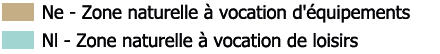 Ne - Zone naturelle à vocation d'équipements
Nl - Zone naturelle à vocation de loisirs